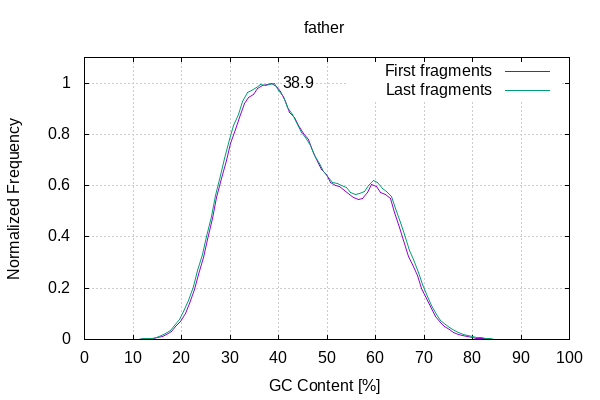 father
First fragments
Last fragments
38.9
Normalized Frequency
1
0.8
0.6
0.4
0.2
0
0 10 20 30 40 50 60 70 80 90 100
GC Content [%]